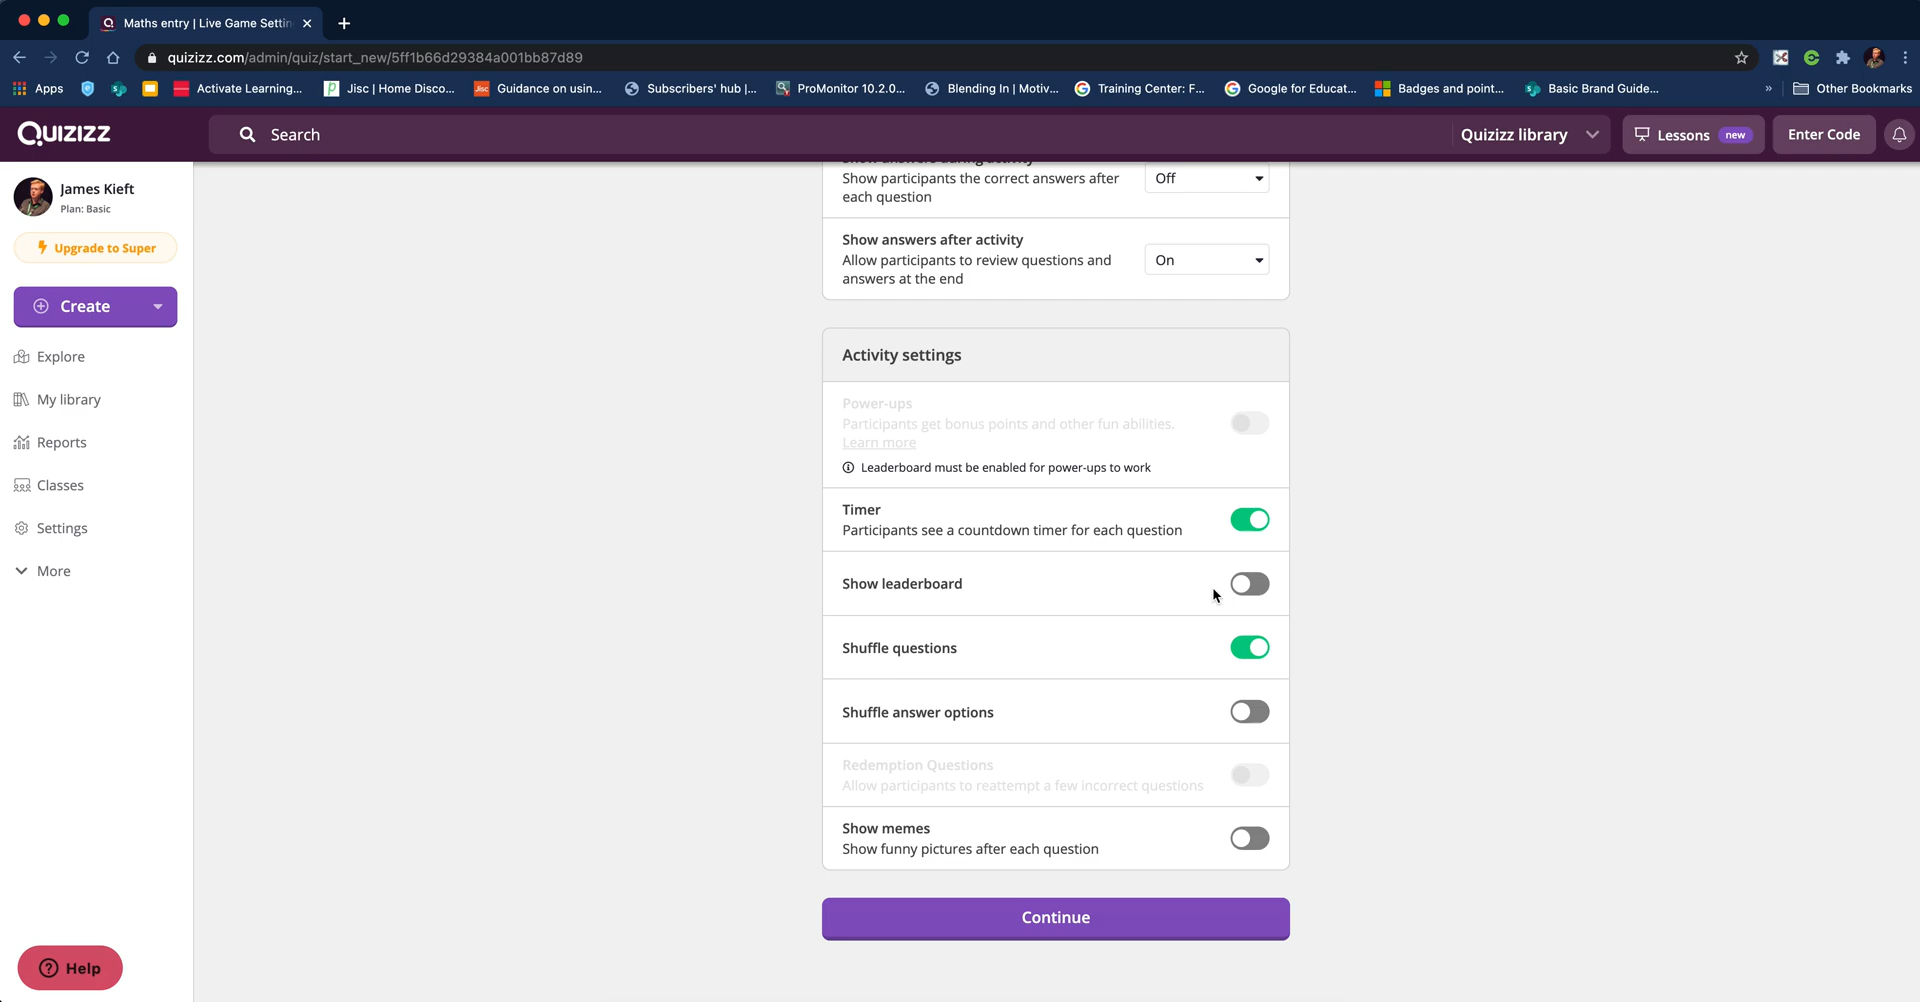 Maths entry | Live Game Settin
quizizz.com/admin/quiz/start_new/5ff1b66d29384a001bb87d89
Apps
Activate Learning...
Jisc | Home Disco...
Guidance on usin...
Subscribers' hub |...
ProMonitor 10.2.0...
Blending In | Motiv...
Training Center: F...
Google for Educat...
Badges and point...
Basic Brand Guide...
»
Other Bookmarks
QUIZIZZ
Search
Quizizz library
Lessons new
Enter Code
James Kieft
Plan: Basic
Upgrade to Super
Create
Explore
My library
Reports
Classes
Settings
More
Help
Show answers during activity
Show participants the correct answers after
each question
Off
Show answers after activity
Allow participants to review questions and
answers at the end
On
Activity settings
Power-ups
Participants get bonus points and other fun abilities.
Learn more
Leaderboard must be enabled for power-ups to work
Timer
Participants see a countdown timer for each question
Show leaderboard
Shuffle questions
Shuffle answer options
Redemption Questions
Allow participants to reattempt a few incorrect questions
Show memes
Show funny pictures after each question
Continue